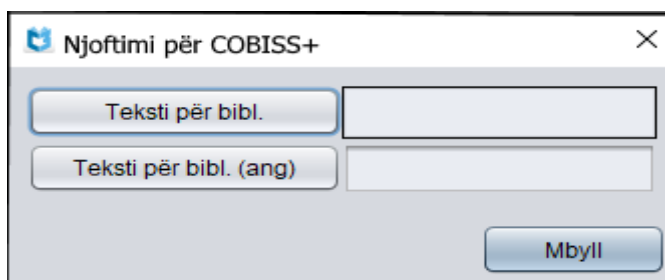 Njoftimi për COBISS+
Teksti për bibl.
Teksti për bibl. (ang)
Mbyll